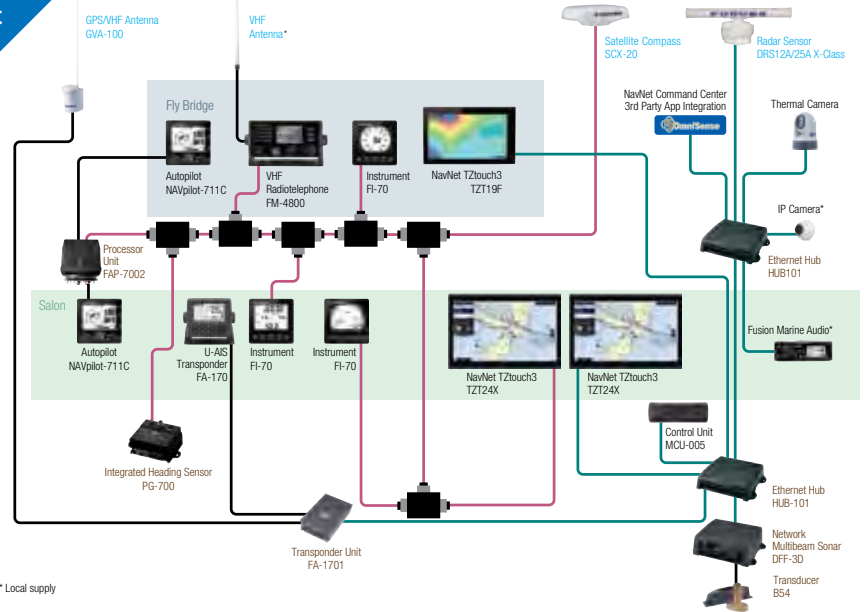 GPS/VHF Antenna
GVA-100
VHF
Antenna*
Satellite Compass
SCX-20
FURUNO
Radar Sensor
DRS12A/25A X-Class
NavNet Command Center
3rd Party App Integration
OmniSense
Thermal Camera
Fly Bridge
Autopilot
NAVpilot-711C
VHF
Radiotelephone
FM-4800
Instrument
FI-70
NavNet TZtouch3
TZT19F
IP Camera*
Ethernet Hub
HUB101
Processor
Unit
FAP-7002
Salon
Autopilot
NAVpilot-711C
U-AIS
Transponder
FA-170
Instrument
FI-70
Instrument
FI-70
NavNet TZtouch3
TZT24X
NavNet TZtouch3
TZT24X
Fusion Marine Audio*
Control Unit
MCU-005
Integrated Heading Sensor
PG-700
Ethernet Hub
HUB-101
Transponder Unit
FA-1701
Network
Multibeam Sonar
DFF-3D
Transducer
B54
* Local supply